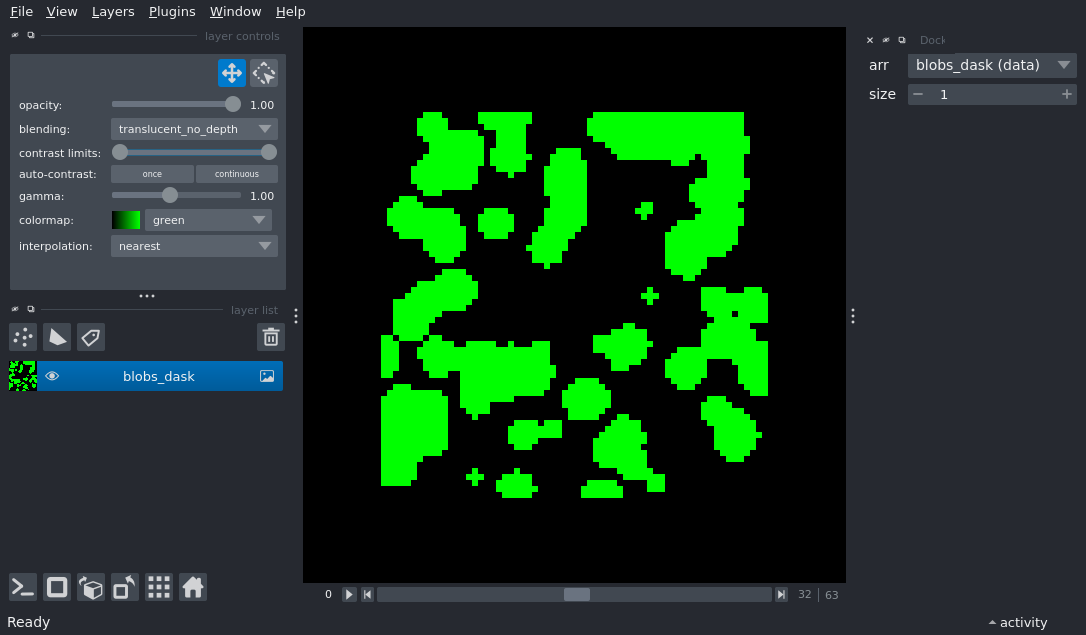 File View Layers Plugins Window Help
layer controls
opacity: 1.00
blending: translucent_no_depth
contrast limits:
auto-contrast: once continuous
gamma: 1.00
colormap: green
interpolation: nearest
layer list
blobs_dask
Dock
arr blobs_dask (data)
size 1
0 32 63
Ready activity